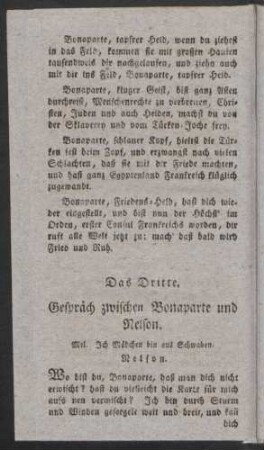 Bonaparte, tapfrer Held, wenn du ziehest
in das Feld, kommen sie mit großen Haufen
tausendweis dir nachgelaufen, und ziehn auch
mit dir ins Feld, Bonaparte, tapfrer Held.
Bonaparte, kluger Geist, bist ganz Asien
durchreist, Menschenrechte zu verbreiten, Chri-
sten, Juden und auch Heiden, machst du von
der Sklaverey und vom Türken-Joche frey.
Bonaparte, schlauer Kopf, hielst die Tür-
ken fest beim Zopf, und erzwangst nach vielen
Schlachten, daß sie mit dir Friede machten,
und hast ganz Egyptenland Frankreich klüglich
zugewandt.
Bonaparte, Friedens-Held, hast dich wie-
der eingestellt, und bist nun der Höchst' im
Orden, erster Consul Frankreichs worden, dir
ruft alle Welt jetzt zu: mach' daß bald wird
Fried und Ruh.
Das Dritte.
Gespräch zwischen Bonaparte und
Nelson.
Mel. Ich Mädchen bin aus Schwaben.
Nelson.
Wo bist du, Bonaparte, daß man dich nicht
erwischt? hast du vielleicht die Karte für mich
aufs neu vermischt? Ich bin durch Sturm
und Winden gesegelt weit und breit, und kañ
dich